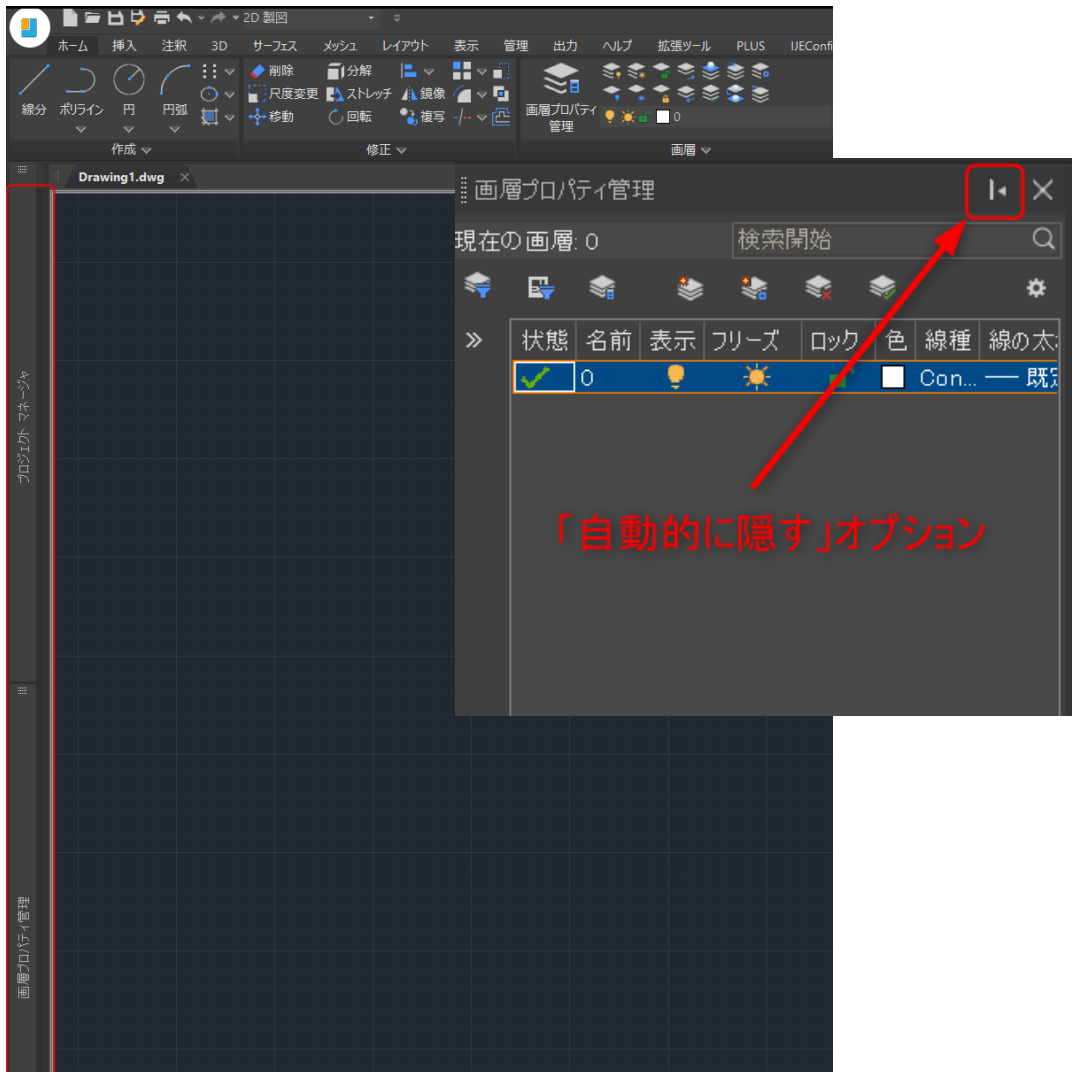 2D 製図
ホーム 挿入 注釈 3D サーフェス メッシュ レイアウト 表示 管理 出力 ヘルプ 拡張ツール PLUS IJEConfi
削除 分解
尺度変更 ストレッチ 鏡像
移動 回転 複写
線分 ポリライン 円 円弧
画層プロパティ
管理
0
作成 修正 画層
Drawing1.dwg
プロジェクト マネージャ
画層プロパティ管理
画層プロパティ管理
現在の画層: 0 検索開始
状態 名前 表示 フリーズ ロック 色 線種 線の太
0 Con... 既定
「自動的に隠す」オプション